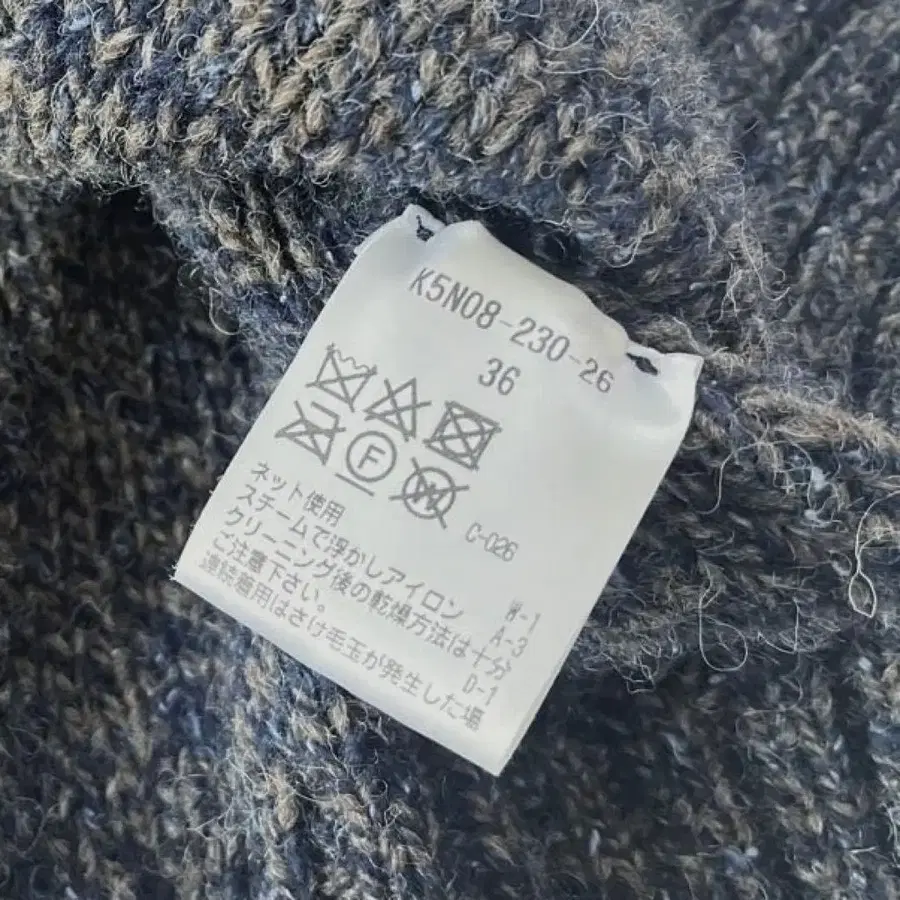 K5N08-230-26
36
F
W
C-026
ネット使用
スチームで浮かしアイロン W-1
クリーニング後の乾燥方法は十分 A-3
ご注意下さい。 D-1
連続着用はさけ毛玉が発生した場